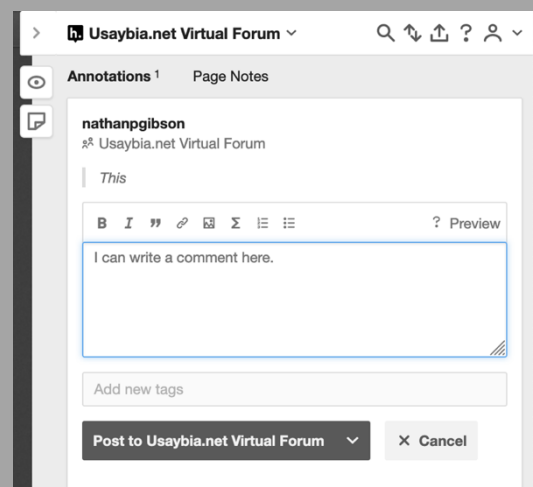 h. Usaybia.net Virtual Forum
?
Annotations 1 Page Notes
nathanpgibson
Usaybia.net Virtual Forum
This
B I " Σ ? Preview
I can write a comment here.
Add new tags
Post to Usaybia.net Virtual Forum × Cancel